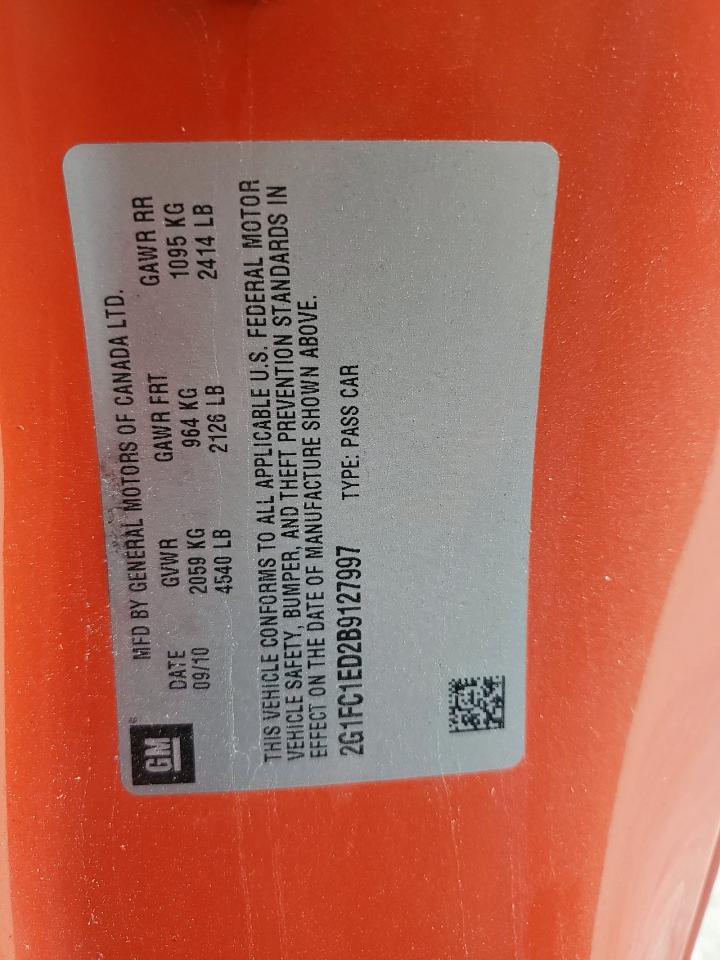 GM®
MFD BY GENERAL MOTORS OF CANADA LTD.
DATE GVWR GAWR FRT GAWR RR
09/10 2059 KG 964 KG 1095 KG
4540 LB 2126 LB 2414 LB
THIS VEHICLE CONFORMS TO ALL APPLICABLE U.S. FEDERAL MOTOR
VEHICLE SAFETY, BUMPER, AND THEFT PREVENTION STANDARDS IN
EFFECT ON THE DATE OF MANUFACTURE SHOWN ABOVE.
2G1FC1ED2B9127997 TYPE: PASS CAR